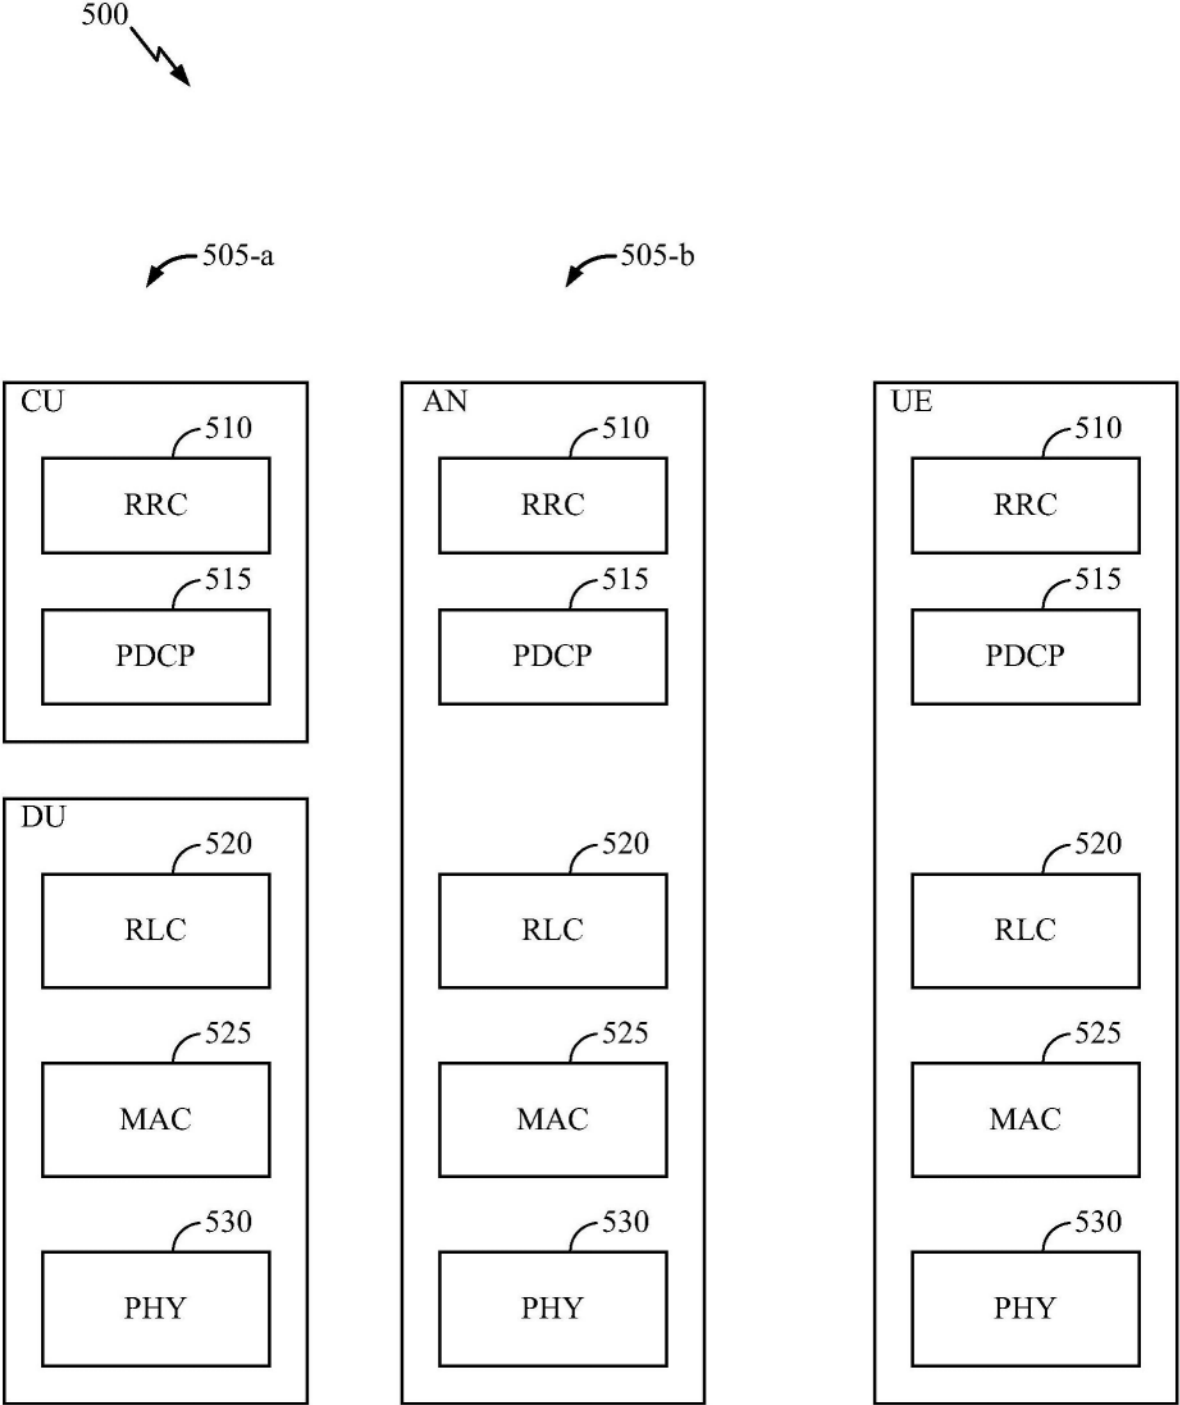 500
505-a 505-b
CU AN UE
510 510 510
RRC RRC RRC
515 515 515
PDCP PDCP PDCP
DU
520 520 520
RLC RLC RLC
525 525 525
MAC MAC MAC
530 530 530
PHY PHY PHY